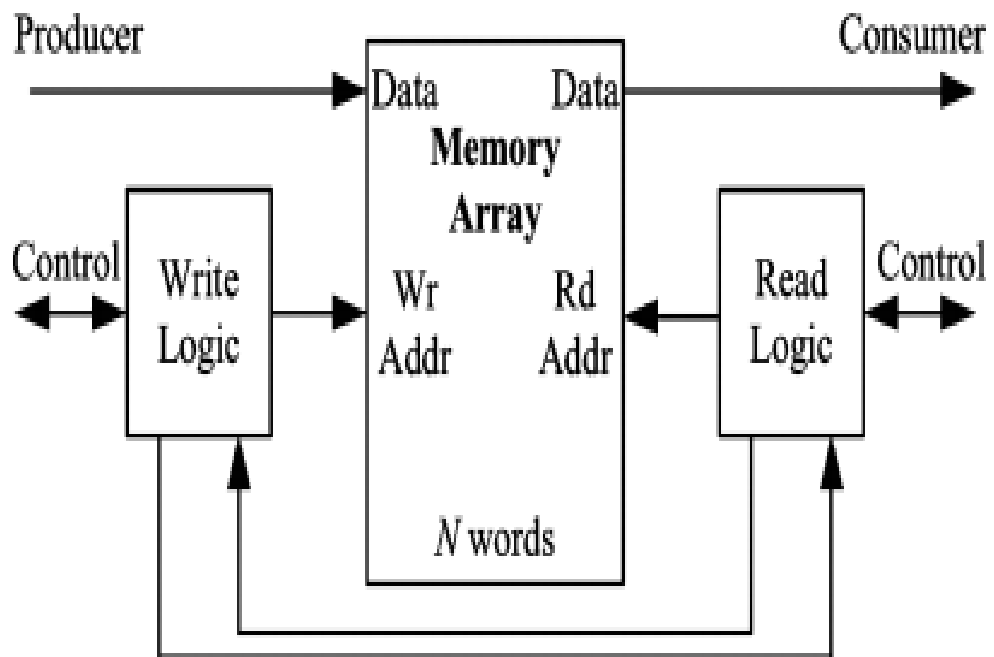 Producer
Consumer
Data
Data
Memory
Array
Control
Write
Logic
Wr
Addr
Rd
Addr
Read
Logic
Control
N words